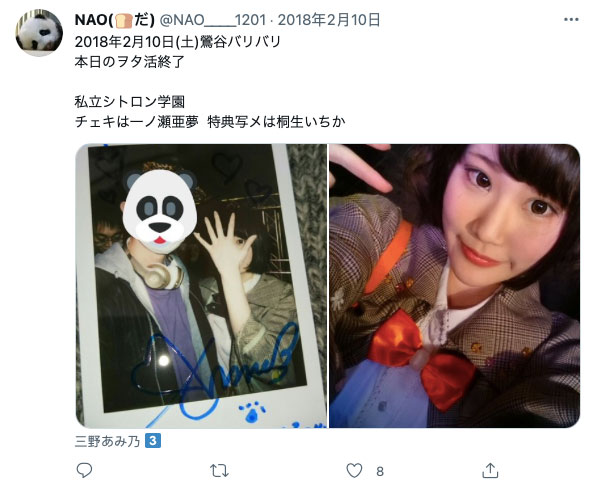 NAO(🍞だ) @NAO____1201 · 2018年2月10日
2018年2月10日(土)鶯谷バリバリ
本日のヲタ活終了
私立シトロン学園
チェキは一ノ瀬亜夢 特典写メは桐生いちか
三野あみ乃 3️⃣
8